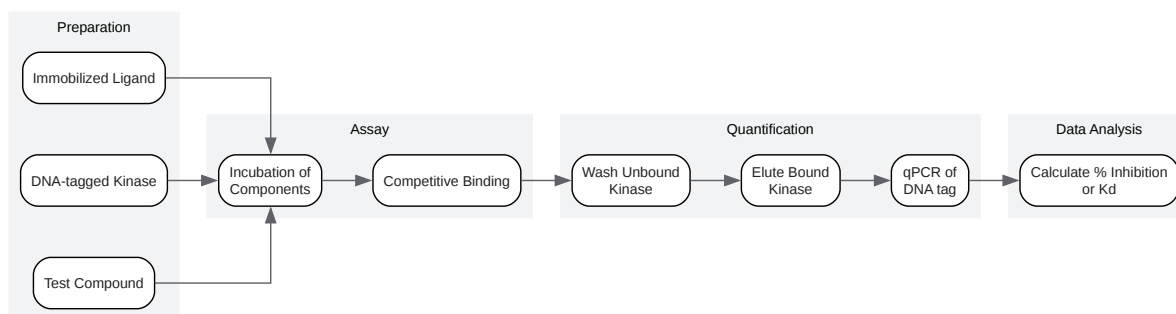 Preparation
Immobilized Ligand
DNA-tagged Kinase
Test Compound
Assay
Incubation of
Components
Competitive Binding
Quantification
Wash Unbound
Kinase
Elute Bound
Kinase
qPCR of
DNA tag
Data Analysis
Calculate % Inhibition
or Kd